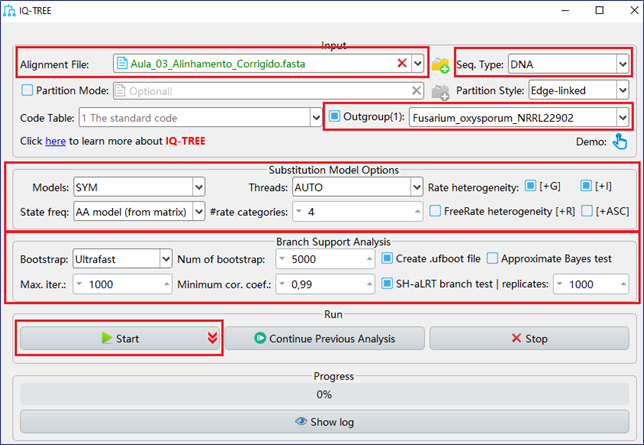 IQ-TREE
Input
Alignment File: Aula_03_Alinhamento_Corrigido.fasta Seq. Type: DNA
Partition Mode: Optional! Partition Style: Edge-linked
Code Table: 1 The standard code Outgroup(1): Fusarium_oxysporum_NRRL22902
Click here to learn more about IQ-TREE Demo:
Substitution Model Options
Models: SYM Threads: AUTO Rate heterogeneity: [+G] [+I]
State freq: AA model (from matrix) #rate categories: 4 FreeRate heterogeneity [+R] [+ASC]
Branch Support Analysis
Bootstrap: Ultrafast Num of bootstrap: 5000 Create .ufboot file Approximate Bayes test
Max. iter.: 1000 Minimum cor. coef.: 0,99 SH-aLRT branch test | replicates: 1000
Run
Start Continue Previous Analysis Stop
Progress
0%
Show log